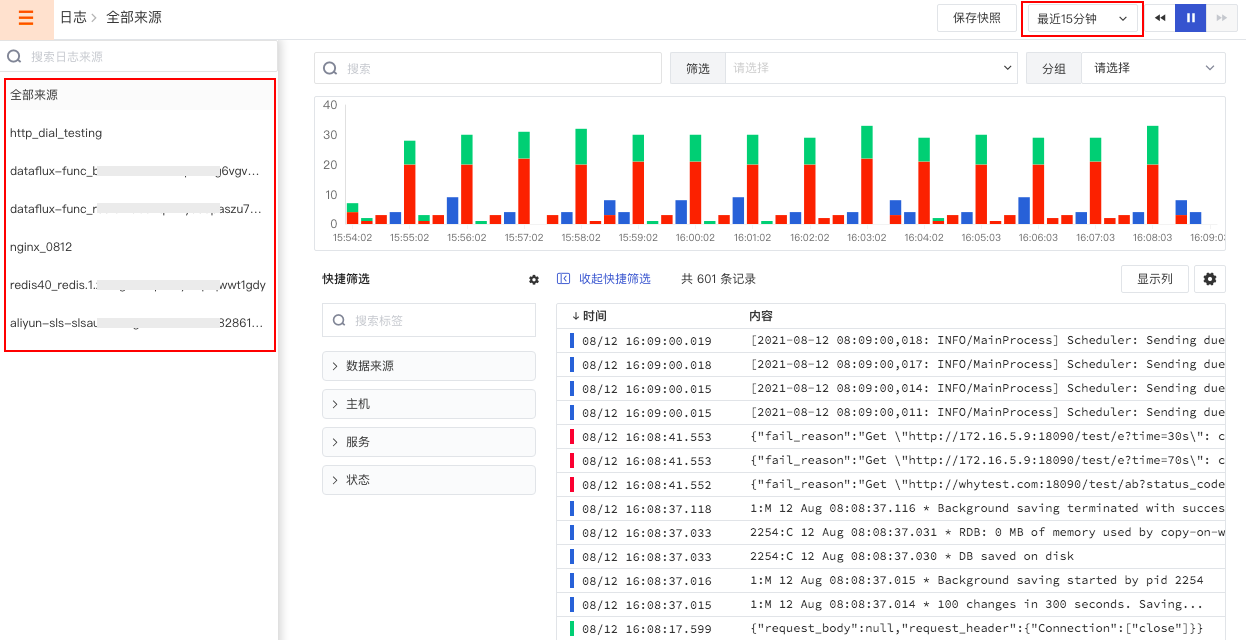 日志 > 全部来源
保存快照
最近15分钟
搜索日志来源
全部来源
http_dial_testing
dataflux-func_b g6vgv...
dataflux-func_r aszu7...
nginx_0812
redis40_redis.1. wwt1gdy
aliyun-sls-slsau 82861...
搜索
筛选 请选择
分组 请选择
40
30
20
10
0
15:54:02 15:55:02 15:56:02 15:57:02 15:58:02 15:59:02 16:00:02 16:01:02 16:02:02 16:03:02 16:04:02 16:05:03 16:06:03 16:07:03 16:08:03 16:09:03
快捷筛选
收起快捷筛选
共 601 条记录
显示列
搜索标签
数据来源
主机
服务
状态
↓ 时间 内容
08/12 16:09:00.019 [2021-08-12 08:09:00,018: INFO/MainProcess] Scheduler: Sending due
08/12 16:09:00.018 [2021-08-12 08:09:00,017: INFO/MainProcess] Scheduler: Sending due
08/12 16:09:00.015 [2021-08-12 08:09:00,014: INFO/MainProcess] Scheduler: Sending due
08/12 16:09:00.015 [2021-08-12 08:09:00,011: INFO/MainProcess] Scheduler: Sending due
08/12 16:08:41.553 {"fail_reason":"Get \"http://172.16.5.9:18090/test/e?time=30s\": c
08/12 16:08:41.553 {"fail_reason":"Get \"http://172.16.5.9:18090/test/e?time=70s\": c
08/12 16:08:41.552 {"fail_reason":"Get \"http://whytest.com:18090/test/ab?status_code
08/12 16:08:37.118 1:M 12 Aug 08:08:37.116 * Background saving terminated with succes
08/12 16:08:37.033 2254:C 12 Aug 08:08:37.031 * RDB: 0 MB of memory used by copy-on-w
08/12 16:08:37.033 2254:C 12 Aug 08:08:37.030 * DB saved on disk
08/12 16:08:37.016 1:M 12 Aug 08:08:37.015 * Background saving started by pid 2254
08/12 16:08:37.015 1:M 12 Aug 08:08:37.014 * 100 changes in 300 seconds. Saving...
08/12 16:08:17.599 {"request_body":null,"request_header":{"Connection":["close"]}}